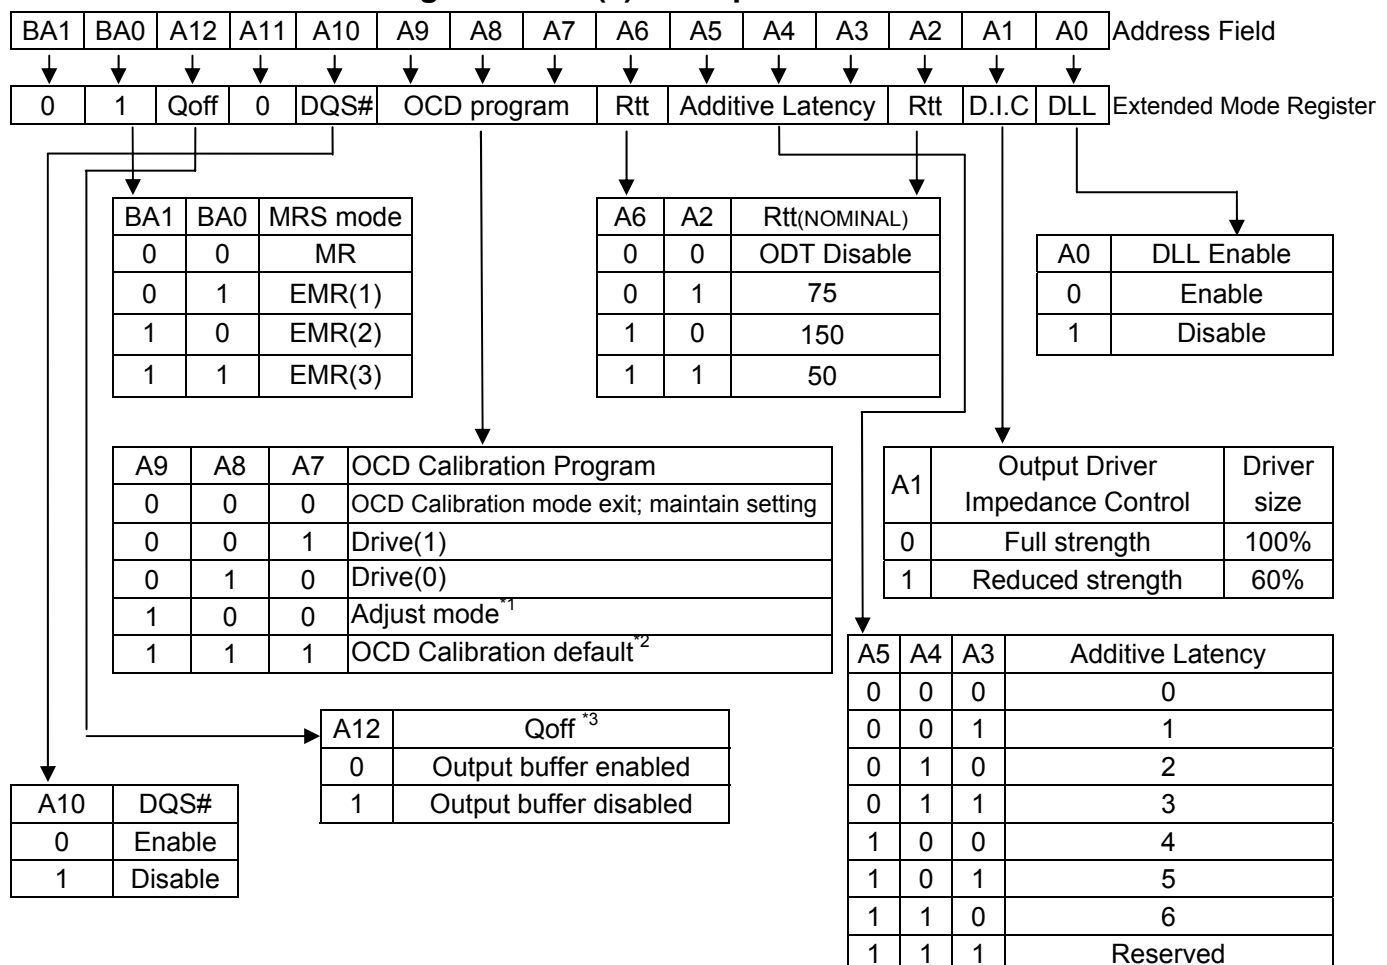 BA1 BA0 A12 A11 A10 A9 A8 A7 A6 A5 A4 A3 A2 A1 A0 Address Field
0 1 Qoff 0 DQS# OCD program Rtt Additive Latency Rtt D.I.C DLL Extended Mode Register
BA1 BA0 MRS mode
0 0 MR
0 1 EMR(1)
1 0 EMR(2)
1 1 EMR(3)
A6 A2 Rtt(NOMINAL)
0 0 ODT Disable
0 1 75
1 0 150
1 1 50
A0 DLL Enable
0 Enable
1 Disable
A9 A8 A7 OCD Calibration Program
0 0 0 OCD Calibration mode exit; maintain setting
0 0 1 Drive(1)
0 1 0 Drive(0)
1 0 0 Adjust mode*1
1 1 1 OCD Calibration default*2
A1 Output Driver Impedance Control Driver size
0 Full strength 100%
1 Reduced strength 60%
A12 Qoff *3
0 Output buffer enabled
1 Output buffer disabled
A10 DQS#
0 Enable
1 Disable
A5 A4 A3 Additive Latency
0 0 0 0
0 0 1 1
0 1 0 2
0 1 1 3
1 0 0 4
1 0 1 5
1 1 0 6
1 1 1 Reserved